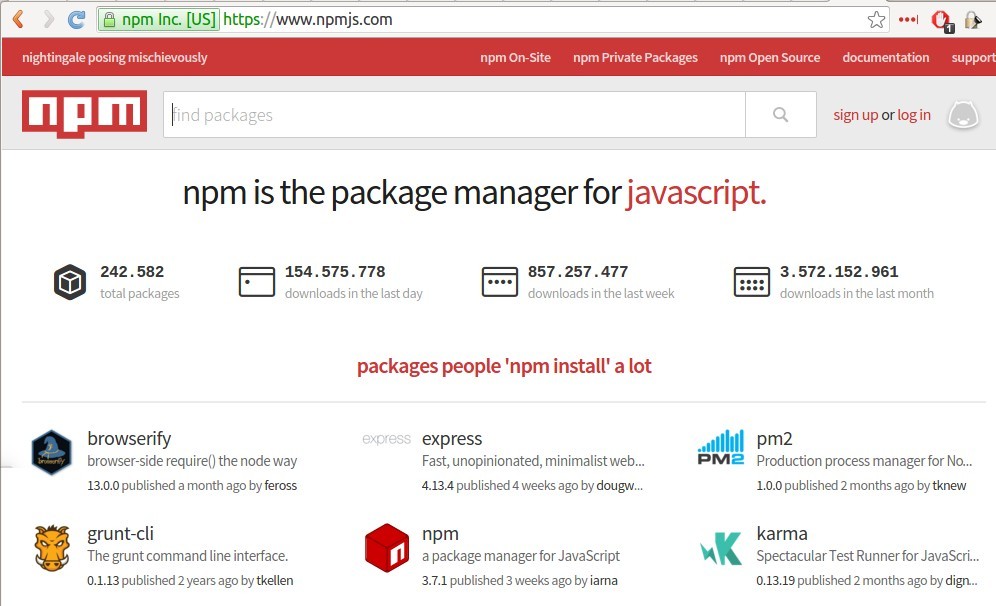 npm Inc. [US] https://www.npmjs.com
1
nightingale posing mischievously npm On-Site npm Private Packages npm Open Source documentation support
npm find packages sign up or log in
npm is the package manager for javascript.
242.582 154.575.778 857.257.477 3.572.152.961
total packages downloads in the last day downloads in the last week downloads in the last month
packages people 'npm install' a lot
browserify express express PM2 pm2
browserify browser-side require() the node way Fast, unopinionated, minimalist web... Production process manager for No...
13.0.0 published a month ago by feross 4.13.4 published 4 weeks ago by dougw... 1.0.0 published 2 months ago by tknew
grunt-cli n npm K karma
The grunt command line interface. a package manager for JavaScript Spectacular Test Runner for JavaScri...
0.1.13 published 2 years ago by tkellen 3.7.1 published 3 weeks ago by iarna 0.13.19 published 2 months ago by dign...